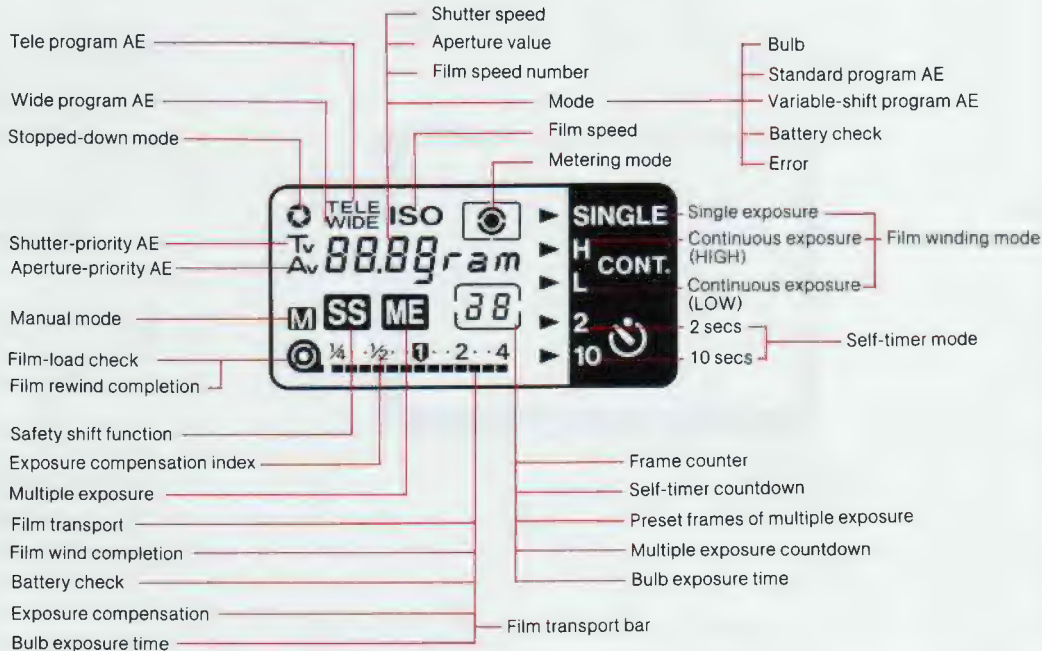 Shutter speed
Aperture value
Film speed number
Mode
Film speed
Metering mode
Bulb
Standard program AE
Variable-shift program AE
Battery check
Error
Tele program AE
Wide program AE
Stopped-down mode
Shutter-priority AE
Aperture-priority AE
Manual mode
Film-load check
Film rewind completion
Safety shift function
Exposure compensation index
Multiple exposure
Film transport
Film wind completion
Battery check
Exposure compensation
Bulb exposure time
TELE
WIDE
ISO
Tv
Av
88.88gram
M SS ME 38
¼ · · ½ · · 1 · · 2 · · 4
SINGLE
H
CONT.
L
2
10
Single exposure
Continuous exposure
(HIGH)
Continuous exposure
(LOW)
Film winding mode
2 secs
10 secs
Self-timer mode
Frame counter
Self-timer countdown
Preset frames of multiple exposure
Multiple exposure countdown
Bulb exposure time
Film transport bar